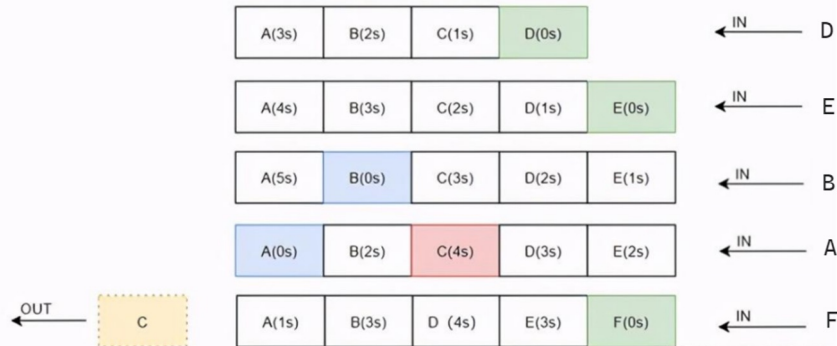 A(3s) B(2s) C(1s) D(0s) IN D
A(4s) B(3s) C(2s) D(1s) E(0s) IN E
A(5s) B(0s) C(3s) D(2s) E(1s) IN B
A(0s) B(2s) C(4s) D(3s) E(2s) IN A
OUT C A(1s) B(3s) D (4s) E(3s) F(0s) IN F